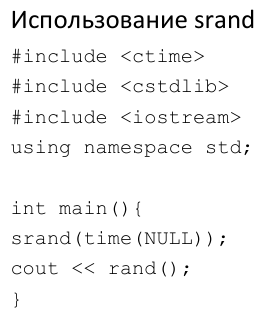 Использование srand
#include <ctime>
#include <cstdlib>
#include <iostream>
using namespace std;

int main(){
srand(time(NULL));
cout << rand();
}